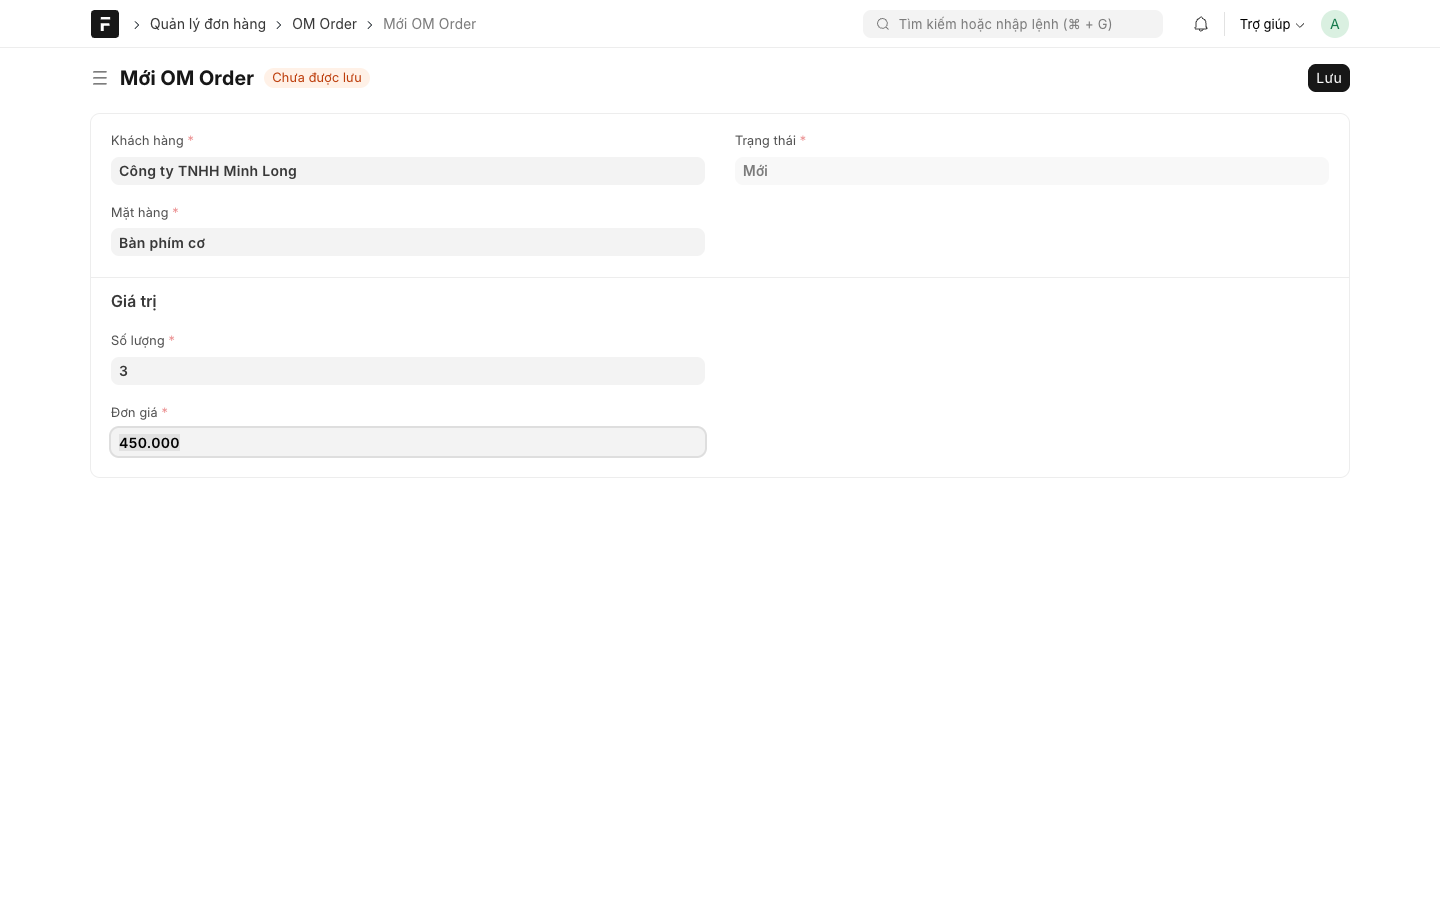 Quản lý đơn hàng > OM Order > Mới OM Order
Tìm kiếm hoặc nhập lệnh (⌘ + G)
Trợ giúp
A
Mới OM Order
Chưa được lưu
Lưu
Khách hàng *
Công ty TNHH Minh Long
Trạng thái *
Mới
Mặt hàng *
Bàn phím cơ
Giá trị
Số lượng *
3
Đơn giá *
450.000